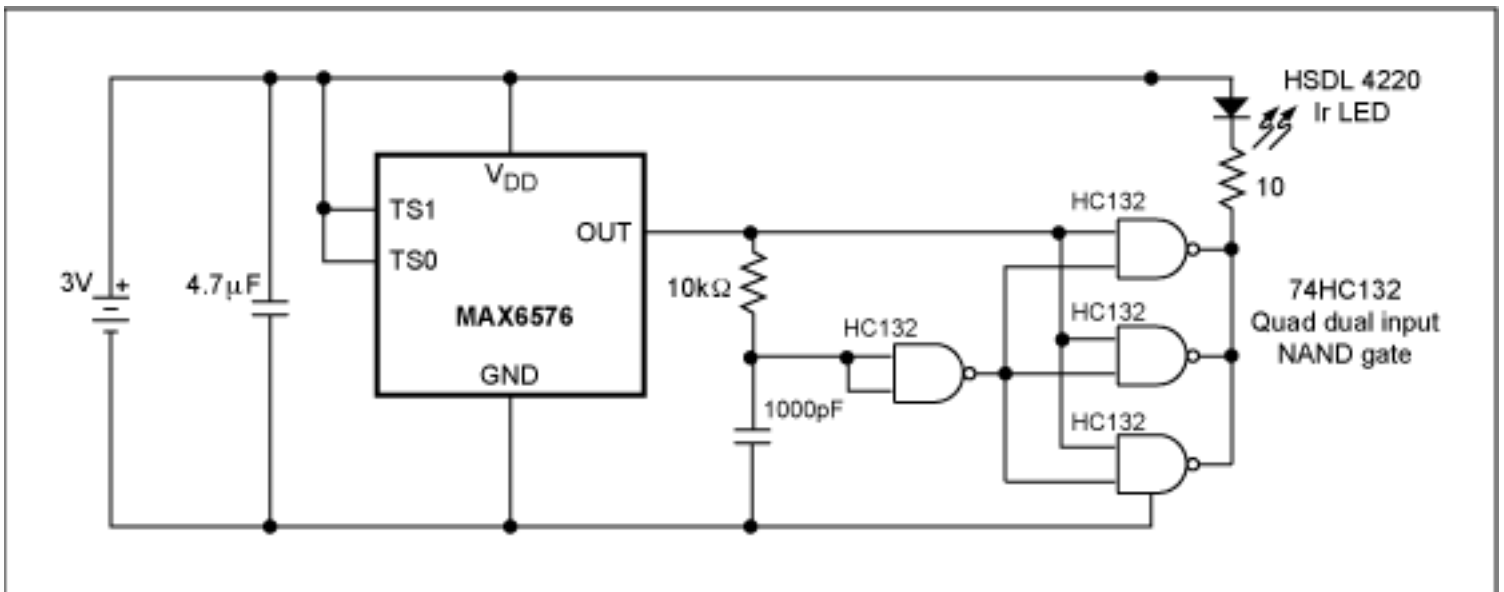 HSDL 4220
Ir LED
10
VDD
TS1
TS0
OUT
MAX6576
GND
3V
+
4.7μF
10kΩ
1000pF
HC132
HC132
HC132
HC132
74HC132
Quad dual input
NAND gate